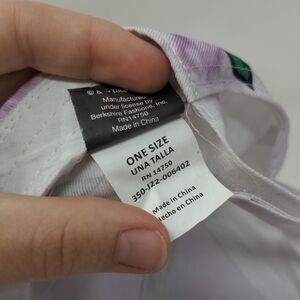 Manufactured
under license by
Berkshire Fashions, Inc.
RN14750
Made in China
ONE SIZE
UNA TALLA
RN 14750
350-JZZ-006402
Made in China
Hecho en China